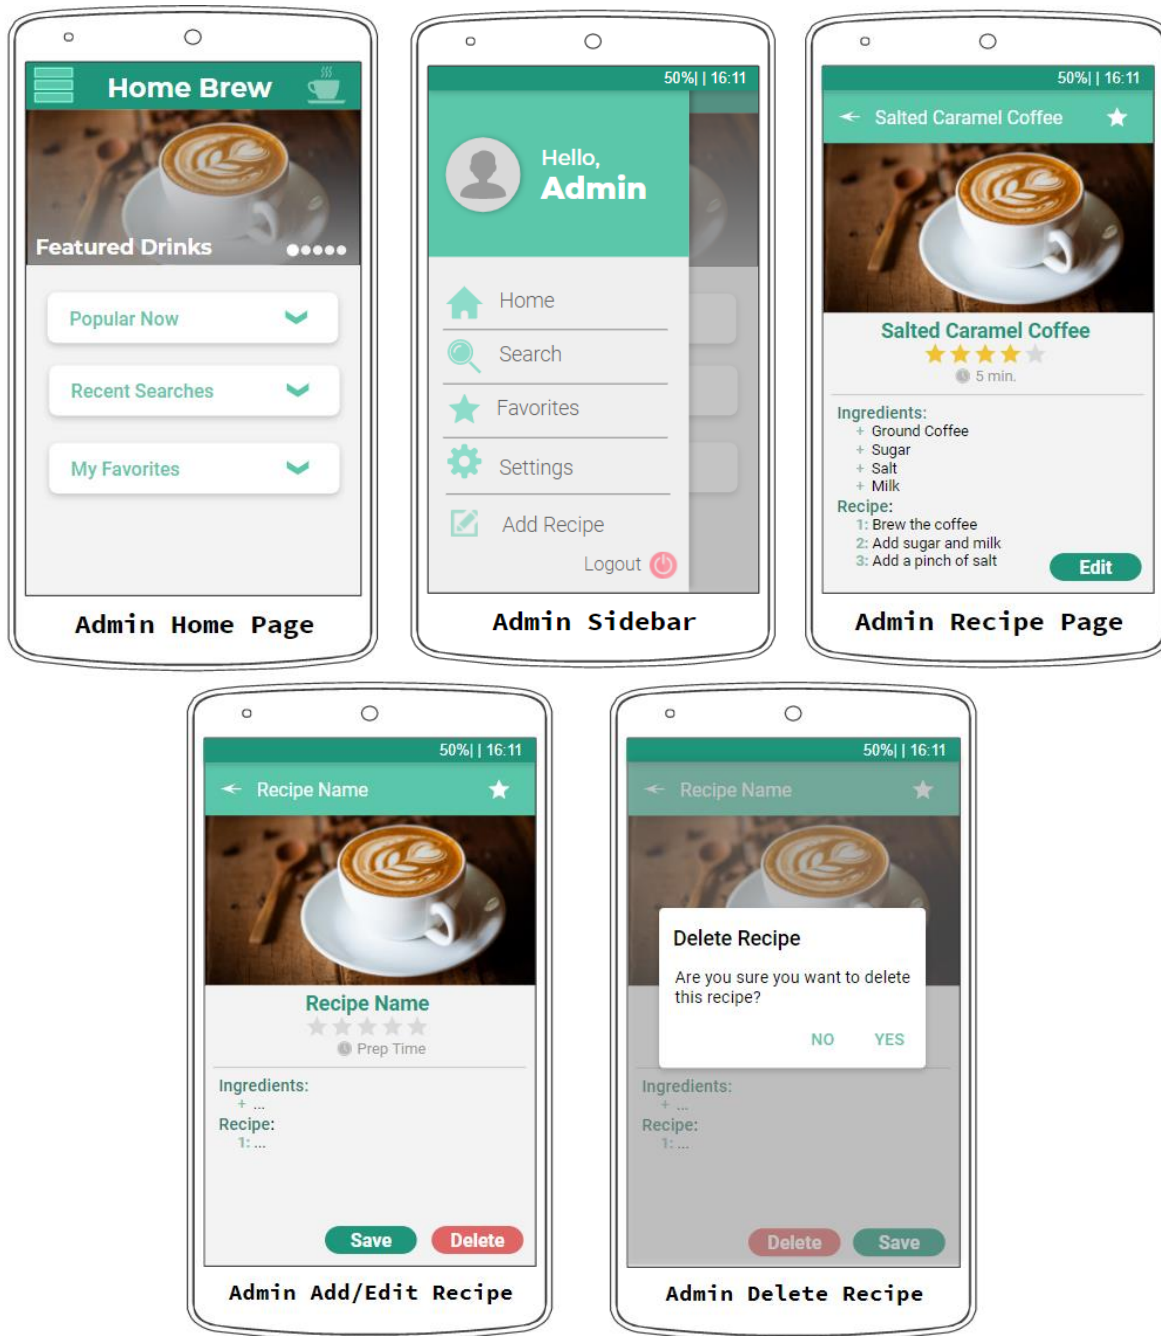 Home Brew
Featured Drinks
Popular Now
Recent Searches
My Favorites
Admin Home Page
50%| | 16:11
Hello,
Admin
Home
Search
Favorites
Settings
Add Recipe
Logout
Admin Sidebar
50%| | 16:11
Salted Caramel Coffee
Salted Caramel Coffee
5 min.
Ingredients:
+ Ground Coffee
+ Sugar
+ Salt
+ Milk
Recipe:
1: Brew the coffee
2: Add sugar and milk
3: Add a pinch of salt
Edit
Admin Recipe Page
50%| | 16:11
Recipe Name
Recipe Name
Prep Time
Ingredients:
+ ...
Recipe:
1: ...
Save Delete
Admin Add/Edit Recipe
50%| | 16:11
Recipe Name
Delete Recipe
Are you sure you want to delete
this recipe?
NO YES
Ingredients:
+ ...
Recipe:
1: ...
Delete Save
Admin Delete Recipe